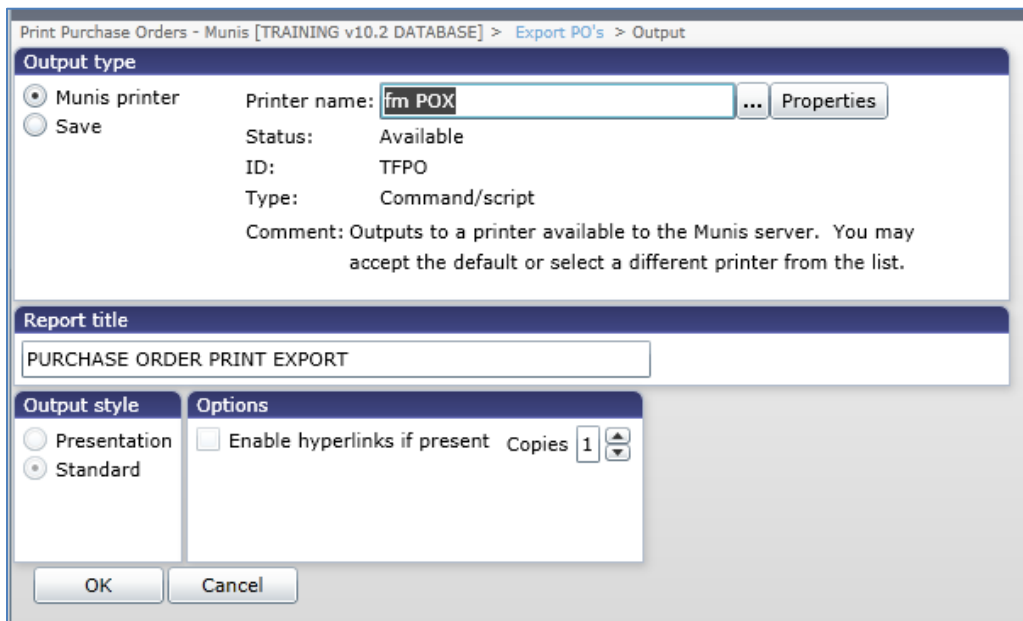 Print Purchase Orders - Munis [TRAINING v10.2 DATABASE] > Export PO's > Output
Output type
Munis printer
Save
Printer name: fm POX ... Properties
Status: Available
ID: TFPO
Type: Command/script
Comment: Outputs to a printer available to the Munis server. You may
accept the default or select a different printer from the list.
Report title
PURCHASE ORDER PRINT EXPORT
Output style
Presentation
Standard
Options
Enable hyperlinks if present Copies 1
OK Cancel